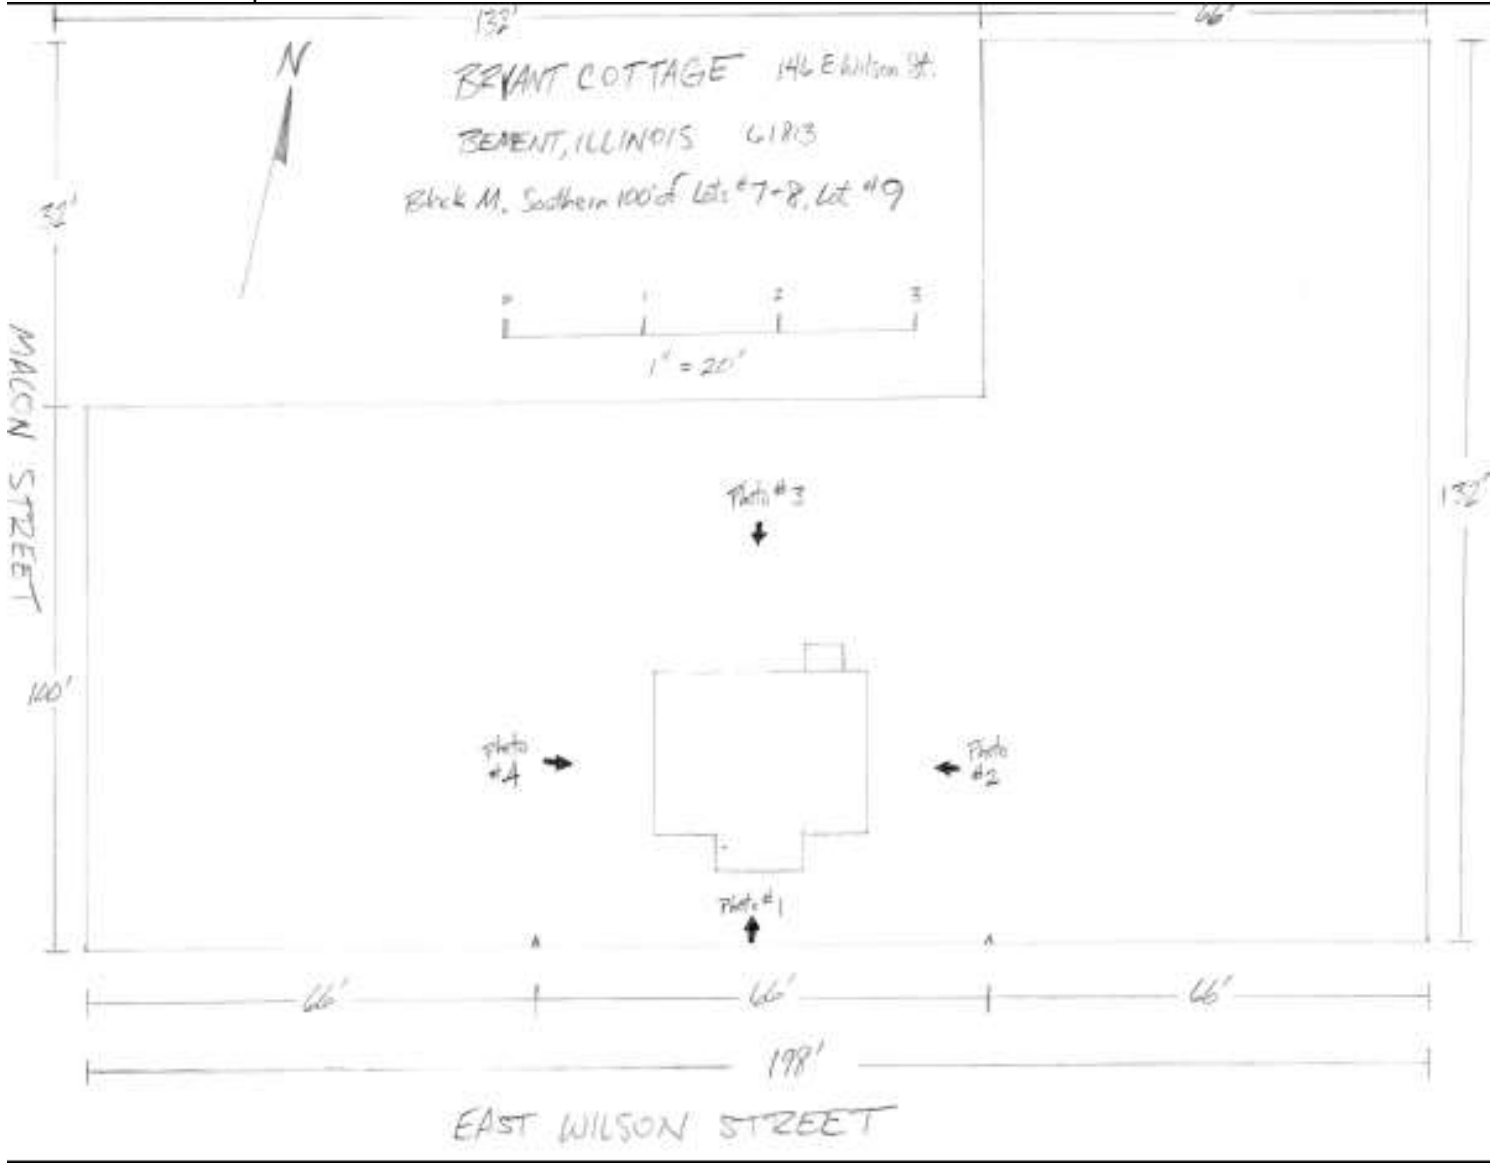 132'
66'
N
BRYANT COTTAGE 146 E Wilson St.
BEMENT, ILLINOIS 61813
Block M. Southern 100' of Lots #7+8, Lot #9
32'
0 1 2 3
1" = 20'
MACON STREET
Photo #3
132'
100'
Photo
#4
Photo
#2
Photo #1
66'
66'
66'
198'
EAST WILSON STREET